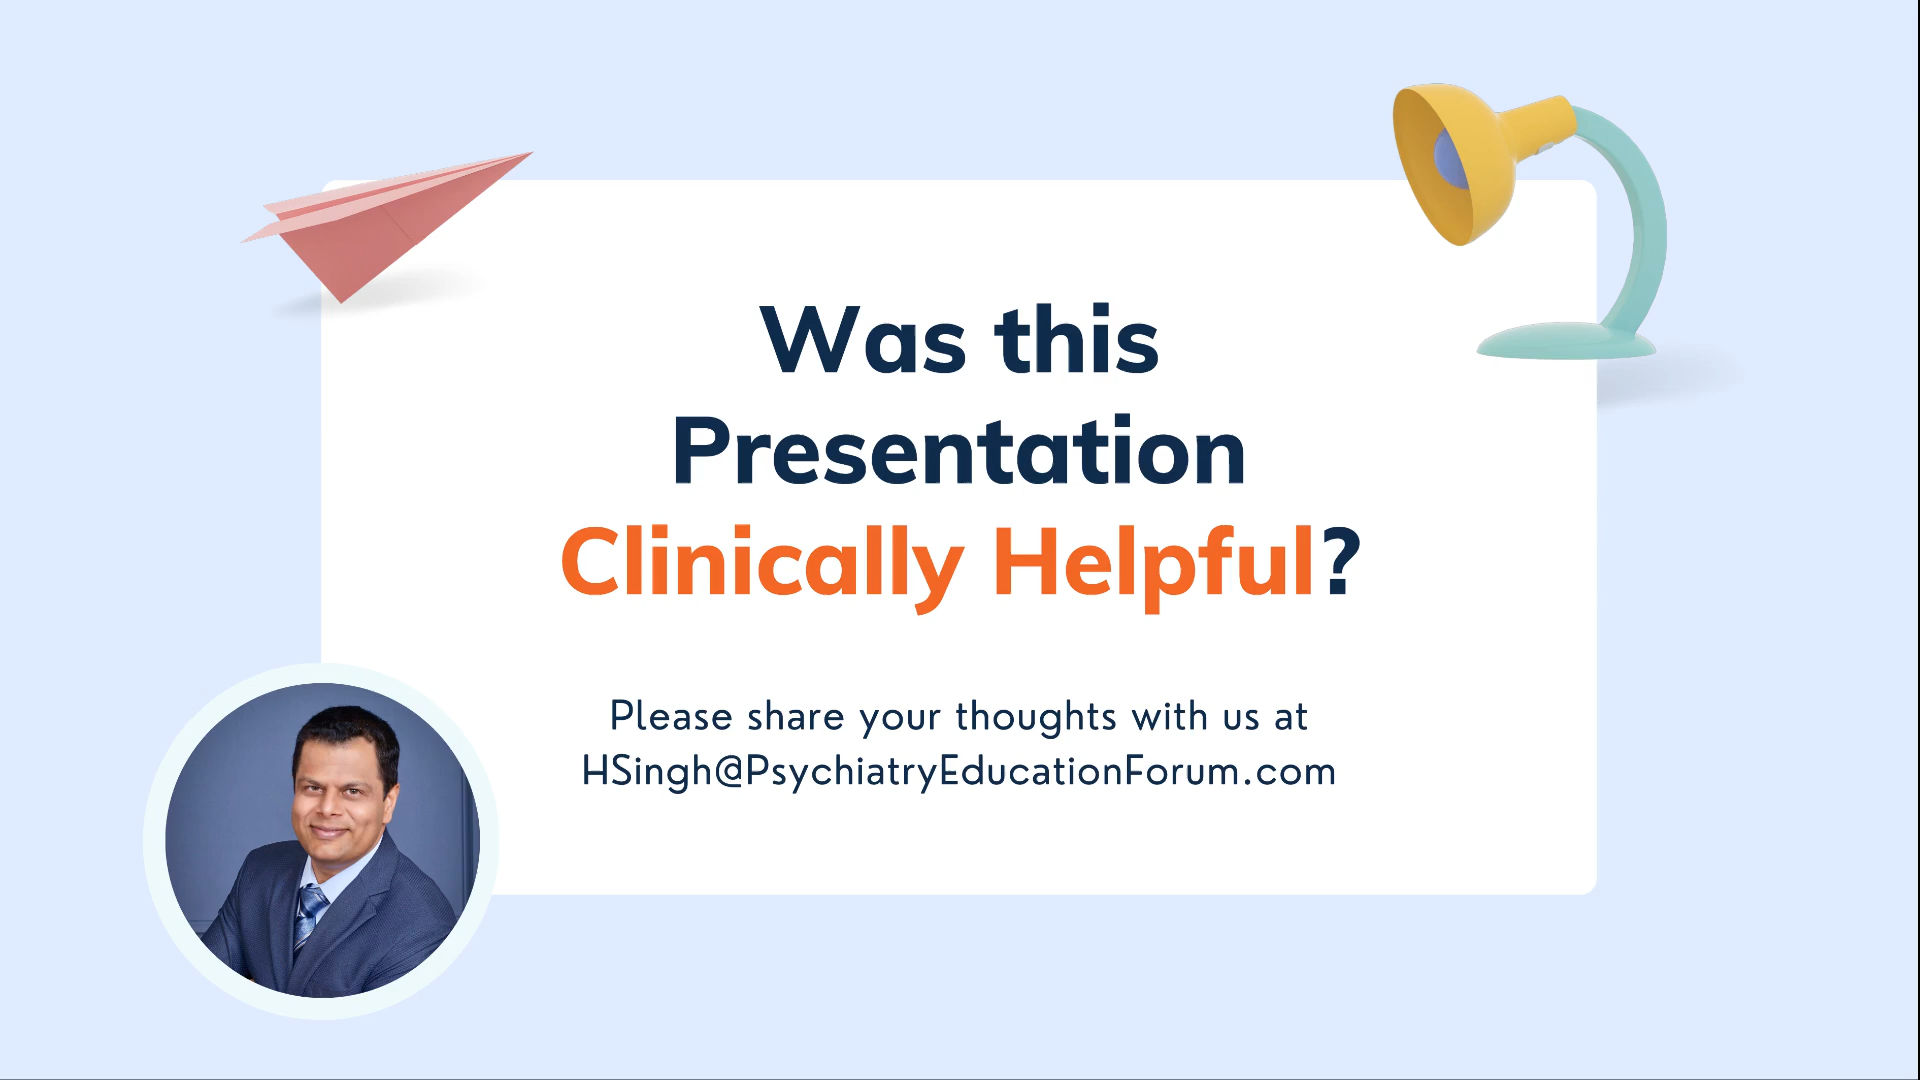 Was this
Presentation
Clinically Helpful?
Please share your thoughts with us at
HSingh@PsychiatryEducationForum.com